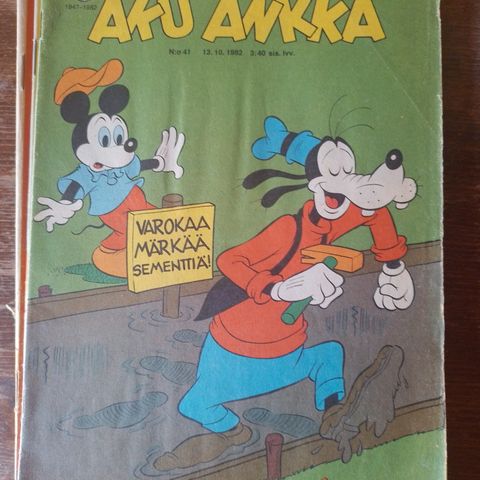 AKU ANKKA
1947-1982
N:o 41 13.10.1982 3:40 sis. lvv.
VAROKAA
MÄRKÄÄ
SEMENTTIÄ!